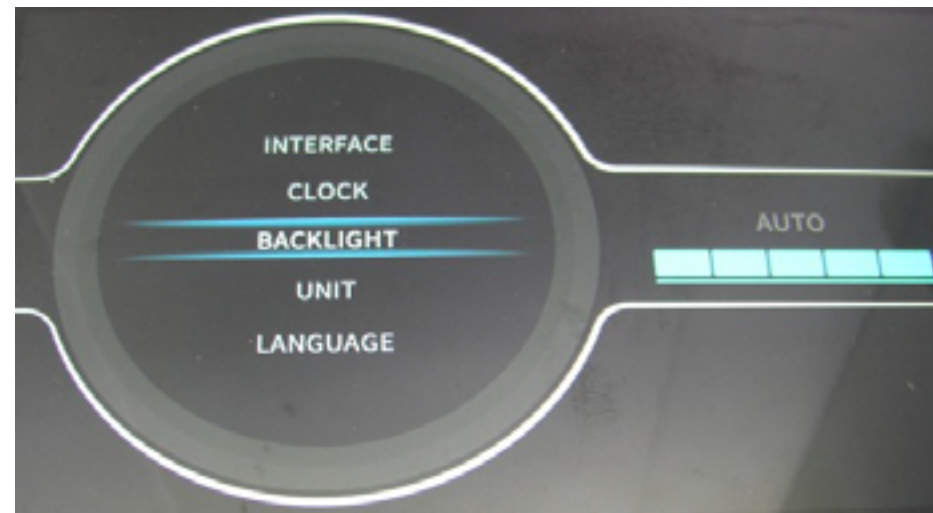 INTERFACE
CLOCK
BACKLIGHT
UNIT
LANGUAGE
AUTO